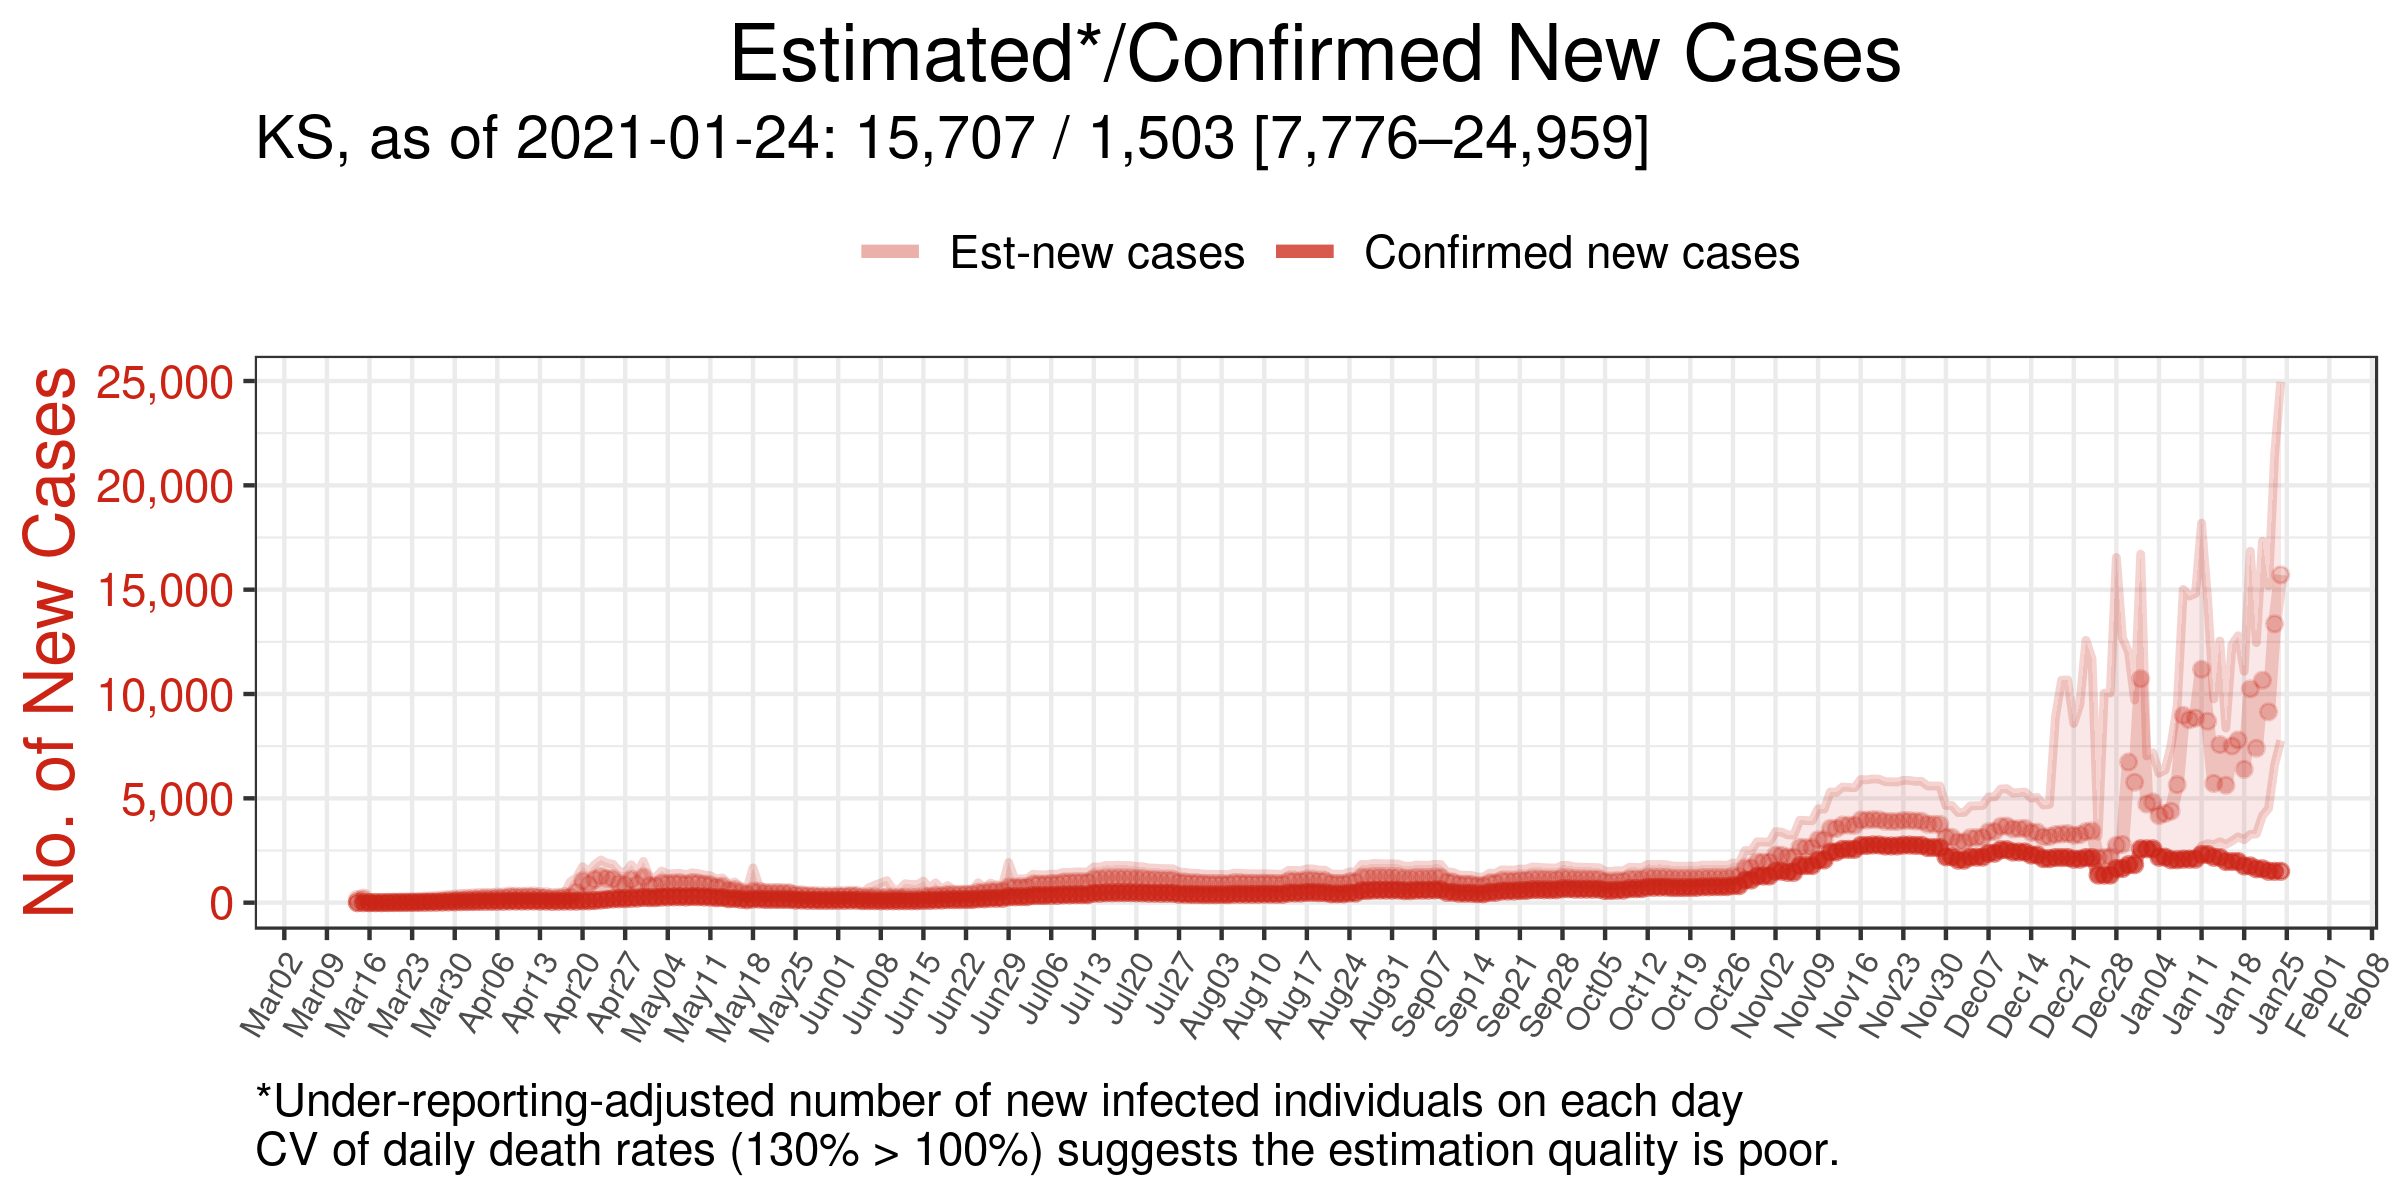 Estimated*/Confirmed New Cases
KS, as of 2021-01-24: 15,707 / 1,503 [7,776–24,959]
Est-new cases
Confirmed new cases
No. of New Cases
25,000
20,000
15,000
10,000
5,000
0
Mar02
Mar09
Mar16
Mar23
Mar30
Apr06
Apr13
Apr20
Apr27
May04
May11
May18
May25
Jun01
Jun08
Jun15
Jun22
Jun29
Jul06
Jul13
Jul20
Jul27
Aug03
Aug10
Aug17
Aug24
Aug31
Sep07
Sep14
Sep21
Sep28
Oct05
Oct12
Oct19
Oct26
Nov02
Nov09
Nov16
Nov23
Nov30
Dec07
Dec14
Dec21
Dec28
Jan04
Jan11
Jan18
Jan25
Feb01
Feb08
*Under-reporting-adjusted number of new infected individuals on each day
CV of daily death rates (130% > 100%) suggests the estimation quality is poor.